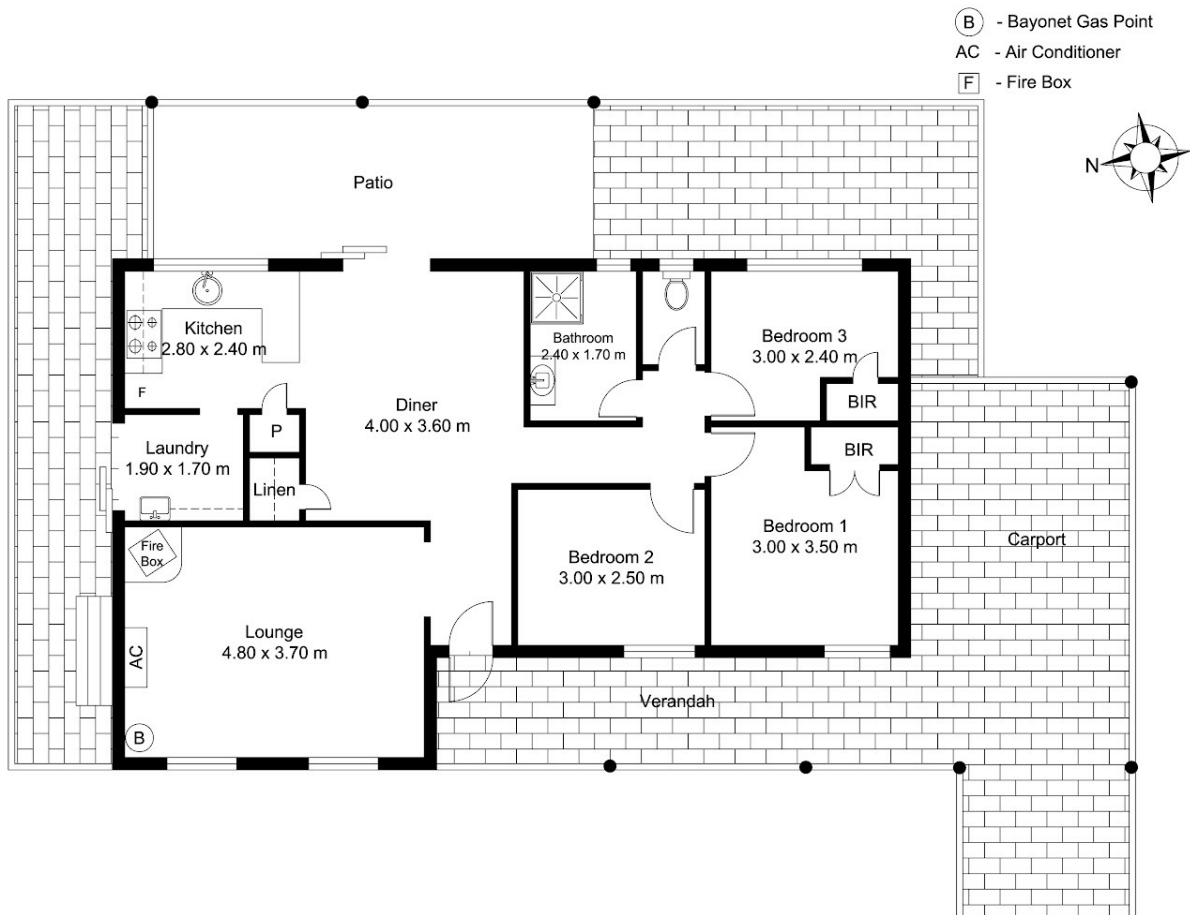 B - Bayonet Gas Point
AC - Air Conditioner
F - Fire Box
N
Patio
Kitchen
2.80 x 2.40 m
F
Bathroom
2.40 x 1.70 m
Bedroom 3
3.00 x 2.40 m
BIR
Diner
4.00 x 3.60 m
P
Laundry
1.90 x 1.70 m
Linen
BIR
Bedroom 1
3.00 x 3.50 m
Carport
Fire
Box
Bedroom 2
3.00 x 2.50 m
Lounge
4.80 x 3.70 m
AC
B
Verandah